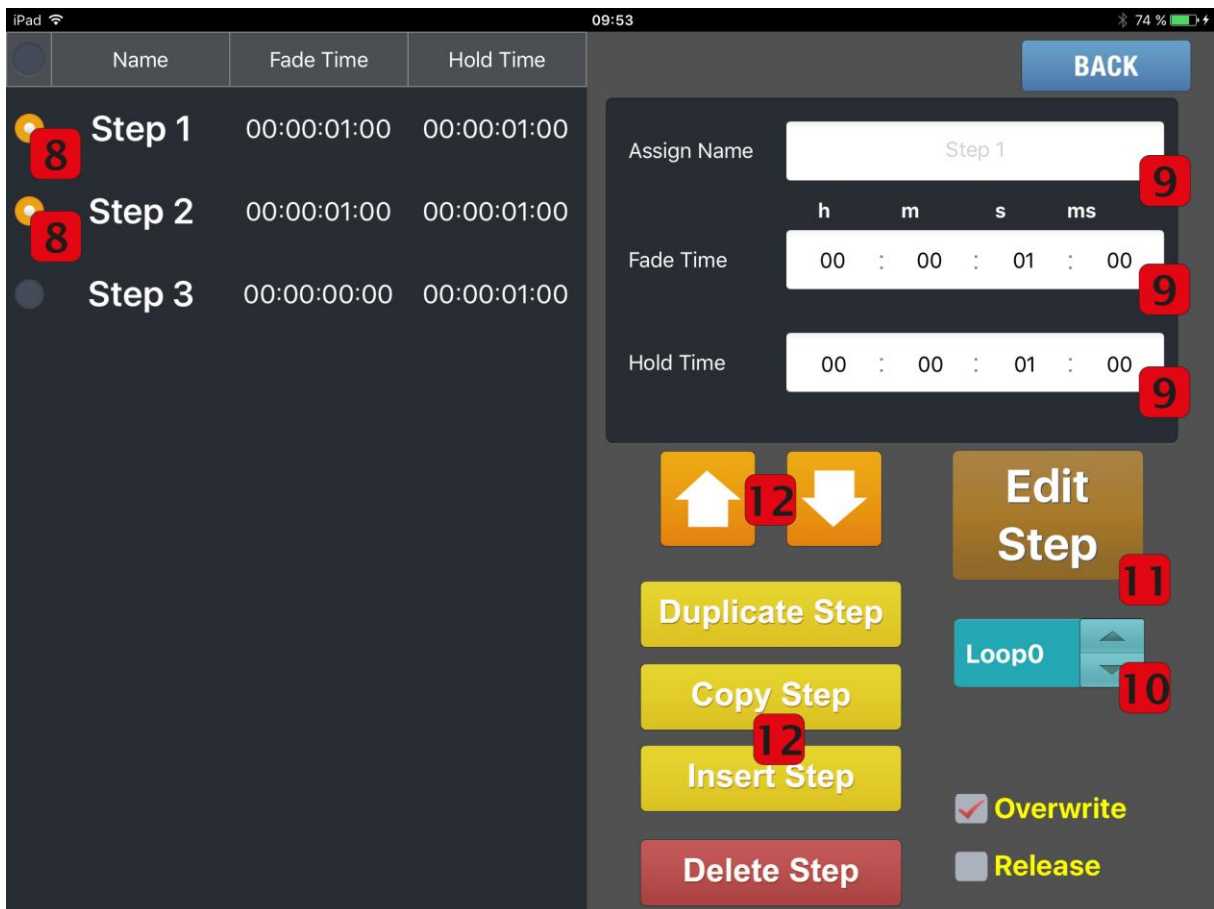 iPad 09:53 74 %
Name Fade Time Hold Time
BACK
Step 1 00:00:01:00 00:00:01:00
8
Step 2 00:00:01:00 00:00:01:00
8
Step 3 00:00:00:00 00:00:01:00
Assign Name Step 1
9
h m s ms
Fade Time 00 : 00 : 01 : 00
9
Hold Time 00 : 00 : 01 : 00
9
12
Edit
Step
11
Duplicate Step
Loop0
10
Copy Step
12
Insert Step
Overwrite
Delete Step
Release